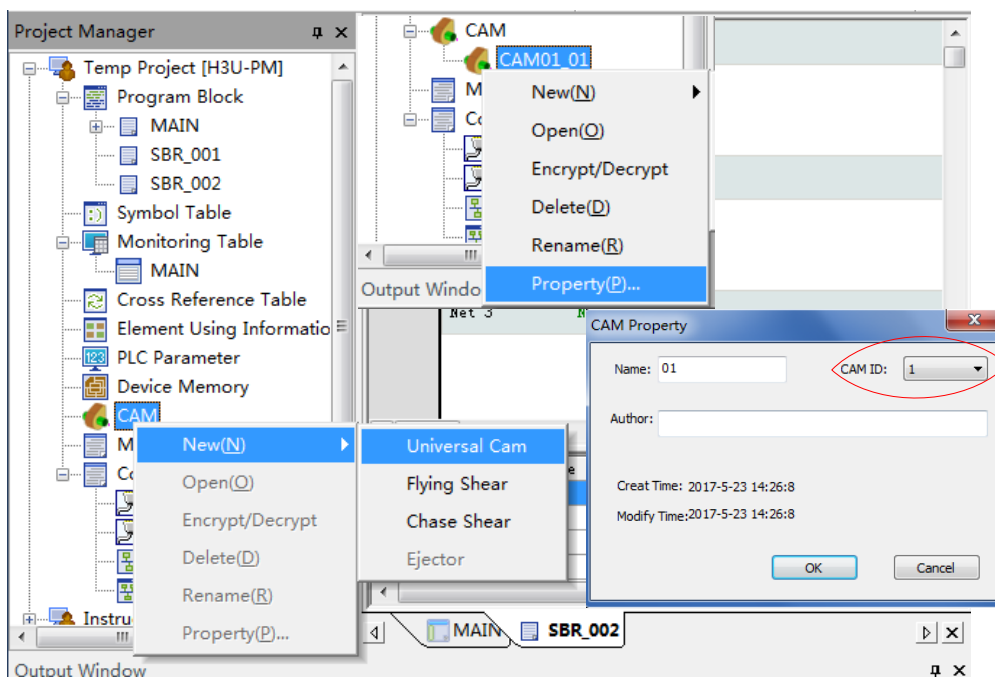 Project Manager
Temp Project [H3U-PM]
Program Block
MAIN
SBR_001
SBR_002
Symbol Table
Monitoring Table
MAIN
Cross Reference Table
Element Using Informatio
PLC Parameter
Device Memory
CAM
M
Co
Instru
New(N)
Open(O)
Encrypt/Decrypt
Delete(D)
Rename(R)
Property(P)...
Universal Cam
Flying Shear
Chase Shear
Ejector
Output Window
CAM
CAM01_01
M
Co
New(N)
Open(O)
Encrypt/Decrypt
Delete(D)
Rename(R)
Property(P)...
Output Windo
Net 3
N
CAM Property
Name: 01
CAM ID: 1
Author:
Creat Time: 2017-5-23 14:26:8
Modify Time:2017-5-23 14:26:8
OK
Cancel
e
MAIN
SBR_002